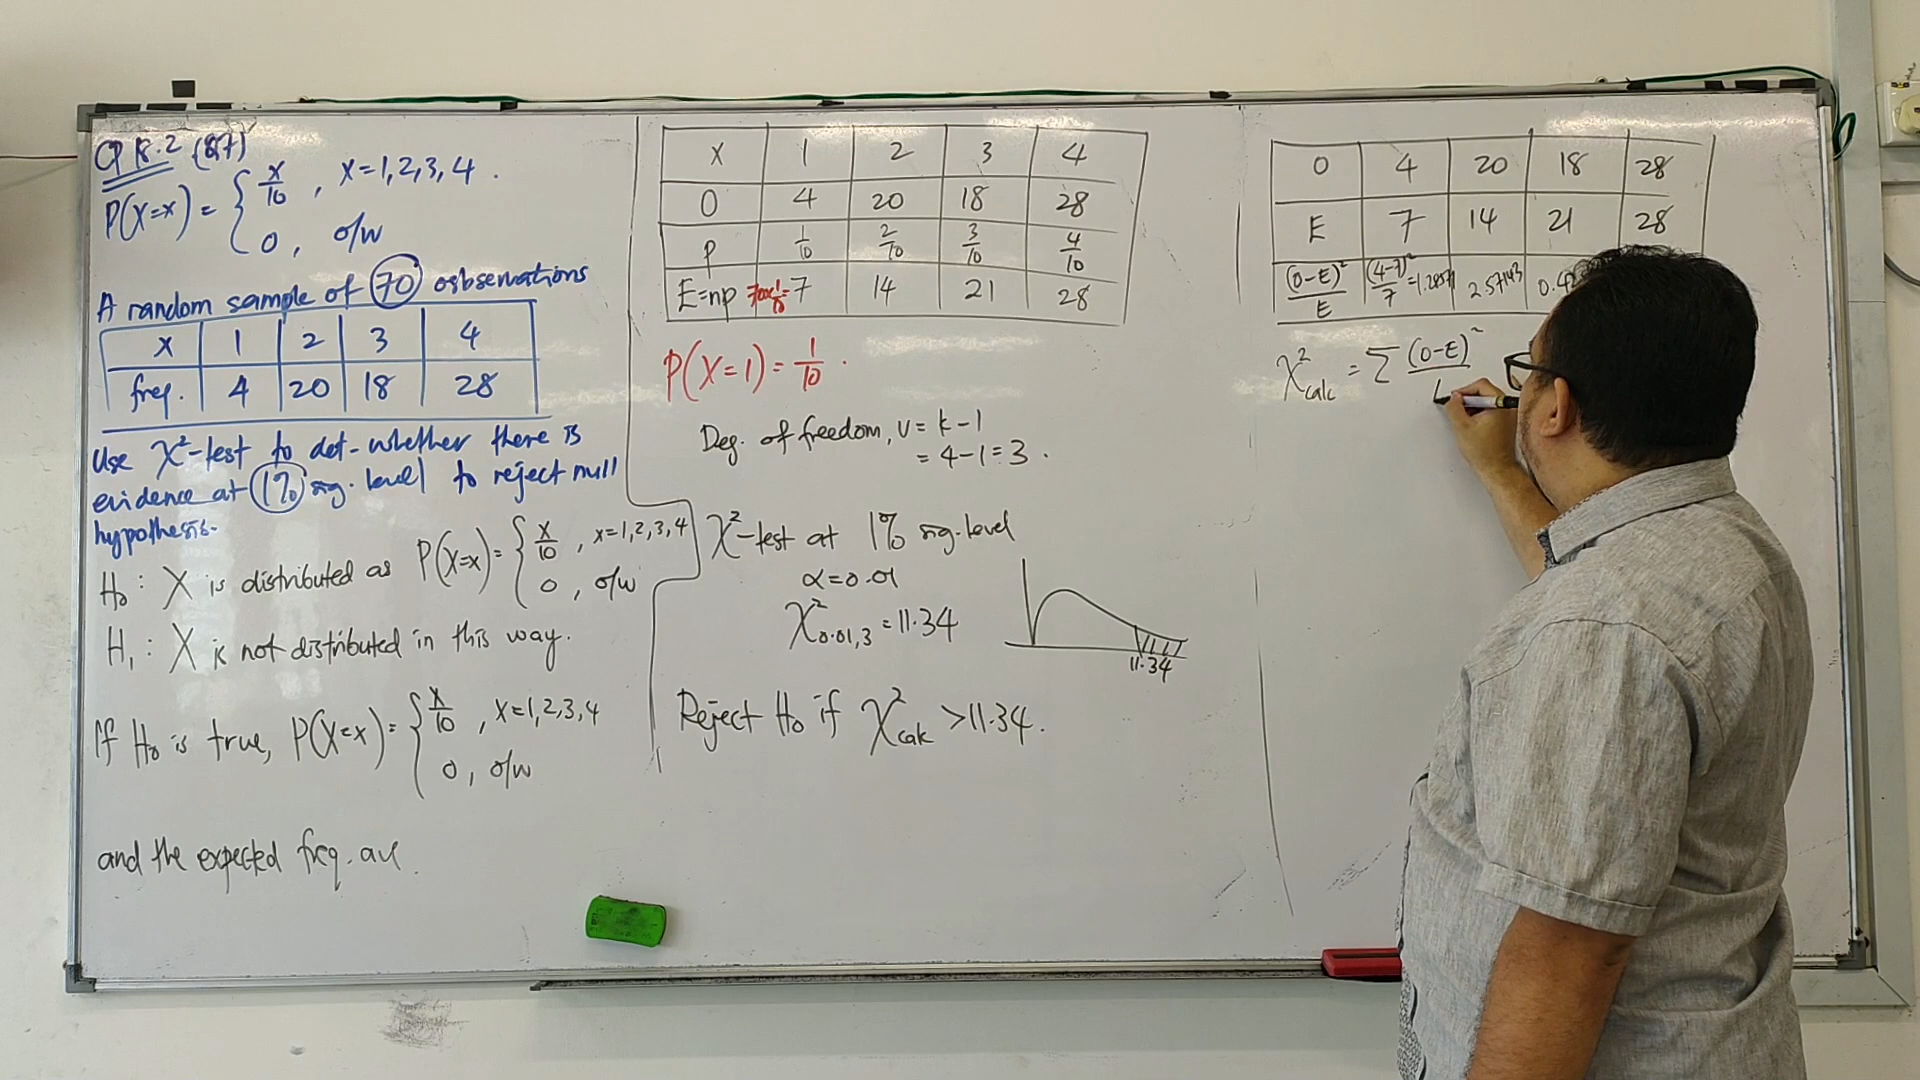 CP 18.2 (87)
P(X=x) = { x/10 , x=1,2,3,4 .
0 , o/w
A random sample of 70 osbservations
x 1 2 3 4
freq. 4 20 18 28
Use χ²-test to det. whether there is
evidence at 1% sig. level to reject null
hypothesis.
H₀ : X is distributed as P(X=x) = { x/10 , x=1,2,3,4
0 , o/w
H₁ : X is not distributed in this way.
If H₀ is true, P(X=x) = { x/10 , x=1,2,3,4
0 , o/w
and the expected freq. are
X 1 2 3 4
O 4 20 18 28
P 1/10 2/10 3/10 4/10
E=np 70x1/10= 7 14 21 28
P(X=1) = 1/10 .
Deg. of freedom, v = k-1
= 4-1=3 .
χ²-test at 1% sig. level
α=0.01
χ²0.01,3 = 11.34
11.34
Reject H₀ if χ²calc >11.34 .
O 4 20 18 28
E 7 14 21 28
(O-E)²/E (4-7)²/7 =1.2857 2.57143 0.42
χ²calc = Σ (O-E)²